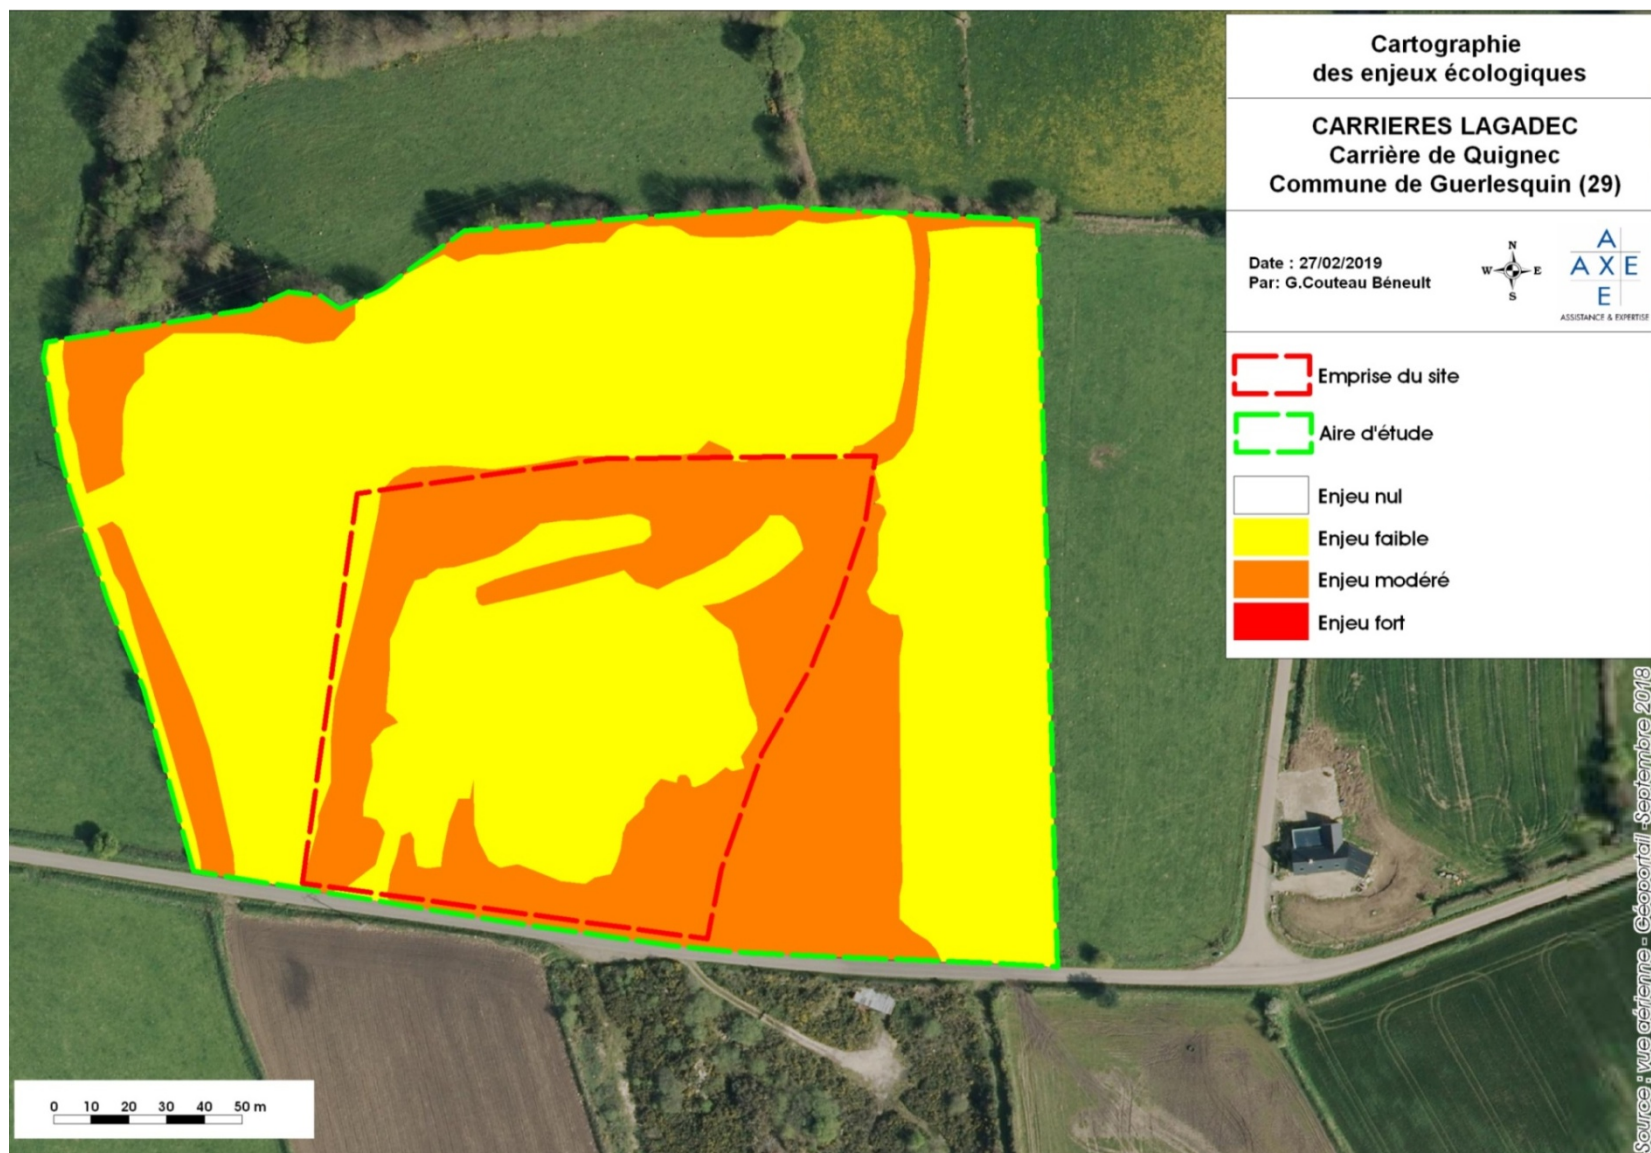 Cartographie
des enjeux écologiques
CARRIERES LAGADEC
Carrière de Quignec
Commune de Guerlesquin (29)
Date : 27/02/2019
Par: G.Couteau Béneult
N
W E
S
A
A X E
E
ASSISTANCE & EXPERTISE
Emprise du site
Aire d'étude
Enjeu nul
Enjeu faible
Enjeu modéré
Enjeu fort
Source : vue aérienne - Géoportail -Septembre 2018
0 10 20 30 40 50 m